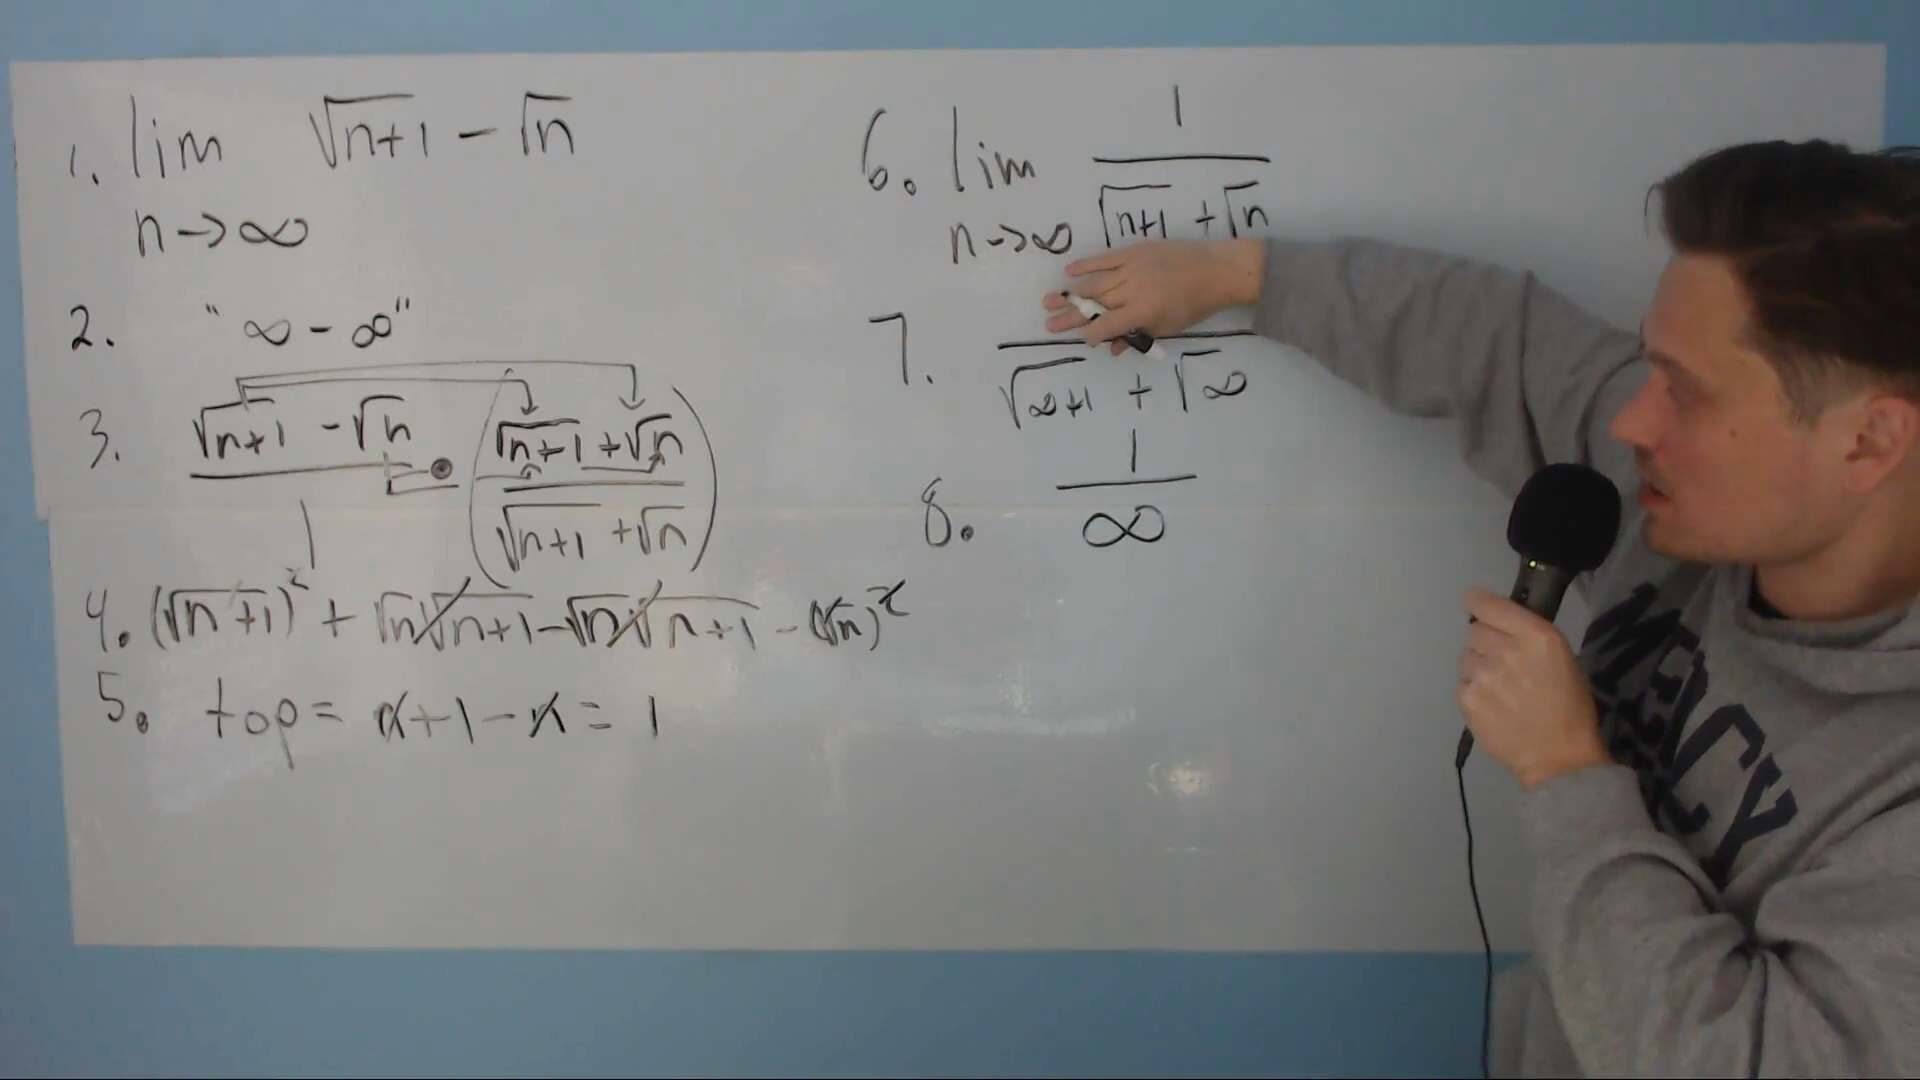 1. lim √n+1 − √n
n→∞
2. "∞ − ∞"
3. √n+1 − √n / 1 • (√n+1 + √n / √n+1 + √n)
4. (√n+1)² + √n√n+1 − √n√n+1 − (√n)²
5. top = n+1−n = 1
6. lim 1 / √n+1 + √n
n→∞
7. / √∞+1 + √∞
8. 1 / ∞
MERCY